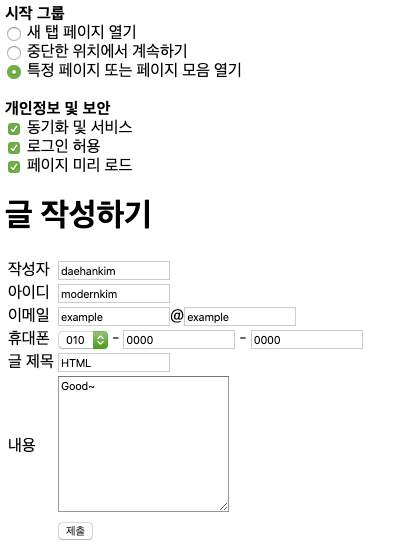 시작 그룹
새 탭 페이지 열기
중단한 위치에서 계속하기
특정 페이지 또는 페이지 모음 열기
개인정보 및 보안
동기화 및 서비스
로그인 허용
페이지 미리 로드
글 작성하기
작성자 daehankim
아이디 modernkim
이메일 example@example
휴대폰 010 - 0000 - 0000
글 제목 HTML
Good~
내용
제출